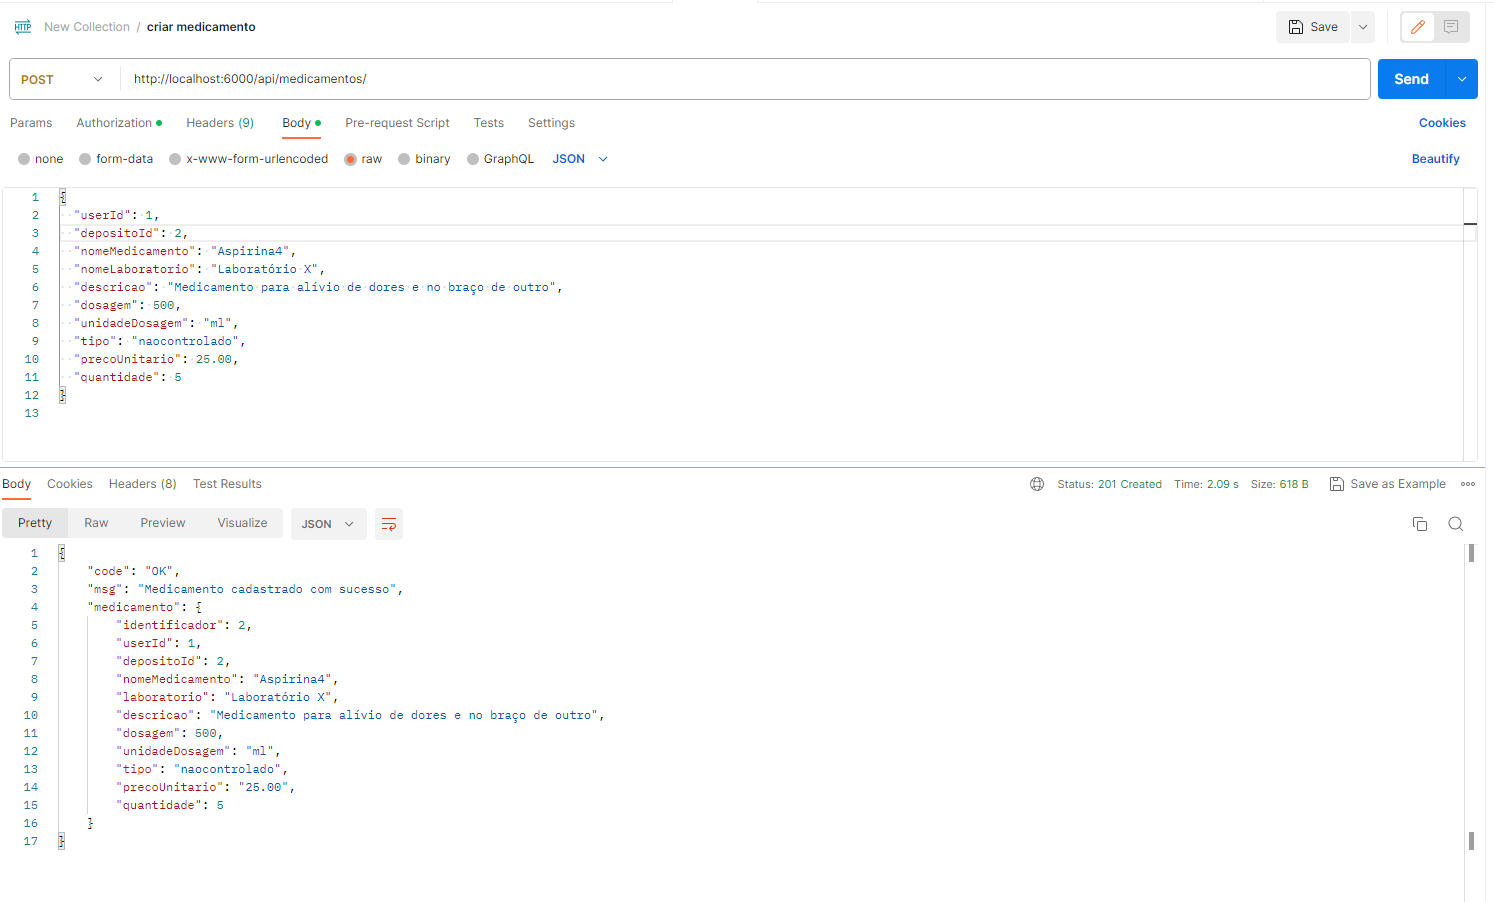 HTTP New Collection / criar medicamento Save
POST http://localhost:6000/api/medicamentos/ Send
Params Authorization Headers (9) Body Pre-request Script Tests Settings Cookies
none form-data x-www-form-urlencoded raw binary GraphQL JSON Beautify
1 {
2 "userId": 1,
3 "depositoId": 2,
4 "nomeMedicamento": "Aspirina4",
5 "nomeLaboratorio": "Laboratório X",
6 "descricao": "Medicamento para alívio de dores e no braço de outro",
7 "dosagem": 500,
8 "unidadeDosagem": "ml",
9 "tipo": "naocontrolado",
10 "precoUnitario": 25.00,
11 "quantidade": 5
12 }
13
Body Cookies Headers (8) Test Results Status: 201 Created Time: 2.09 s Size: 618 B Save as Example
Pretty Raw Preview Visualize JSON
1 {
2 "code": "OK",
3 "msg": "Medicamento cadastrado com sucesso",
4 "medicamento": {
5 "identificador": 2,
6 "userId": 1,
7 "depositoId": 2,
8 "nomeMedicamento": "Aspirina4",
9 "laboratorio": "Laboratório X",
10 "descricao": "Medicamento para alívio de dores e no braço de outro",
11 "dosagem": 500,
12 "unidadeDosagem": "ml",
13 "tipo": "naocontrolado",
14 "precoUnitario": "25.00",
15 "quantidade": 5
16 }
17 }